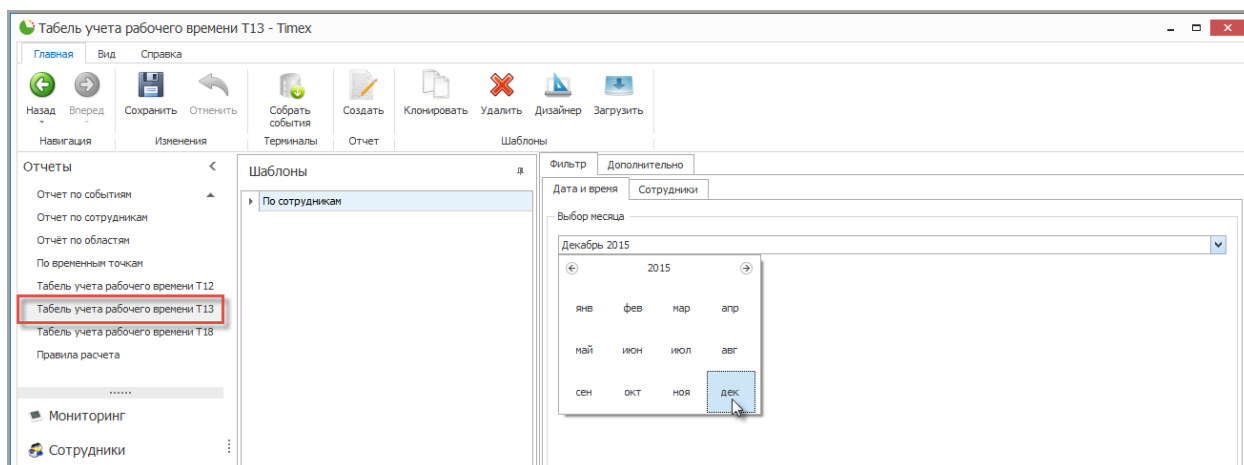 Табель учета рабочего времени Т13 - Timex
Главная Вид Справка
Назад Вперед Сохранить Отменить Собрать события Создать Клонировать Удалить Дизайнер Загрузить
Навигация Изменения Терминалы Отчет Шаблоны
Отчеты
Отчет по событиям
Отчет по сотрудникам
Отчёт по областям
По временным точкам
Табель учета рабочего времени Т12
Табель учета рабочего времени Т13
Табель учета рабочего времени Т18
Правила расчета
Мониторинг
Сотрудники
Шаблоны
По сотрудникам
Фильтр Дополнительно
Дата и время Сотрудники
Выбор месяца
Декабрь 2015
2015
янв фев мар апр
май июн июл авг
сен окт ноя дек